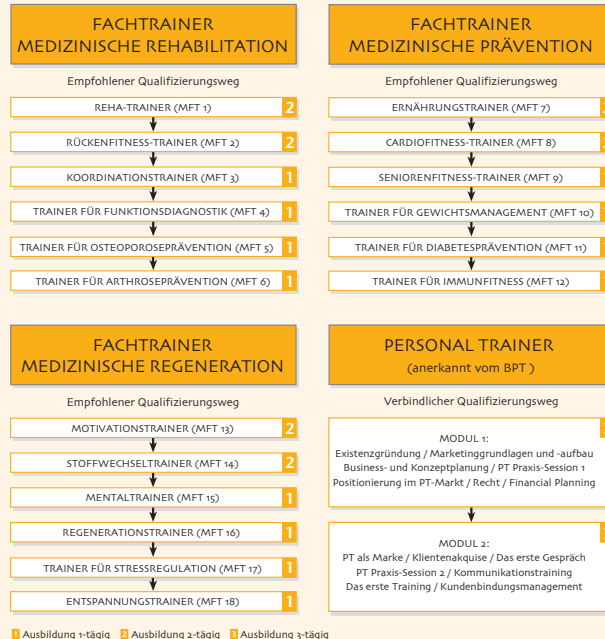 FACHTRAINER
MEDIZINISCHE REHABILITATION
Empfohlener Qualifizierungsweg
REHA-TRAINER (MFT 1) 2
RÜCKENFITNESS-TRAINER (MFT 2) 2
KOORDINATIONSTRAINER (MFT 3) 1
TRAINER FÜR FUNKTIONSDIAGNOSTIK (MFT 4) 1
TRAINER FÜR OSTEOPOROSEPRÄVENTION (MFT 5) 1
TRAINER FÜR ARTHROSEPRÄVENTION (MFT 6) 1
FACHTRAINER
MEDIZINISCHE PRÄVENTION
Empfohlener Qualifizierungsweg
ERNÄHRUNGSTRAINER (MFT 7)
CARDIOFITNESS-TRAINER (MFT 8)
SENIORENFITNESS-TRAINER (MFT 9)
TRAINER FÜR GEWICHTSMANAGEMENT (MFT 10)
TRAINER FÜR DIABETESPRÄVENTION (MFT 11)
TRAINER FÜR IMMUNFITNESS (MFT 12)
FACHTRAINER
MEDIZINISCHE REGENERATION
Empfohlener Qualifizierungsweg
MOTIVATIONSTRAINER (MFT 13) 2
STOFFWECHSELTRAINER (MFT 14) 2
MENTALTRAINER (MFT 15) 1
REGENERATIONSTRAINER (MFT 16) 1
TRAINER FÜR STRESSREGULATION (MFT 17) 1
ENTSPANNUNGSTRAINER (MFT 18) 1
PERSONAL TRAINER
(anerkannt vom BPT )
Verbindlicher Qualifizierungsweg
MODUL 1:
Existenzgründung / Marketinggrundlagen und -aufbau
Business- und Konzeptplanung / PT Praxis-Session 1
Positionierung im PT-Markt / Recht / Financial Planning
MODUL 2:
PT als Marke / Klientenakquise / Das erste Gespräch
PT Praxis-Session 2 / Kommunikationstraining
Das erste Training / Kundenbindungsmanagement
1 Ausbildung 1-tägig 2 Ausbildung 2-tägig 3 Ausbildung 3-tägig